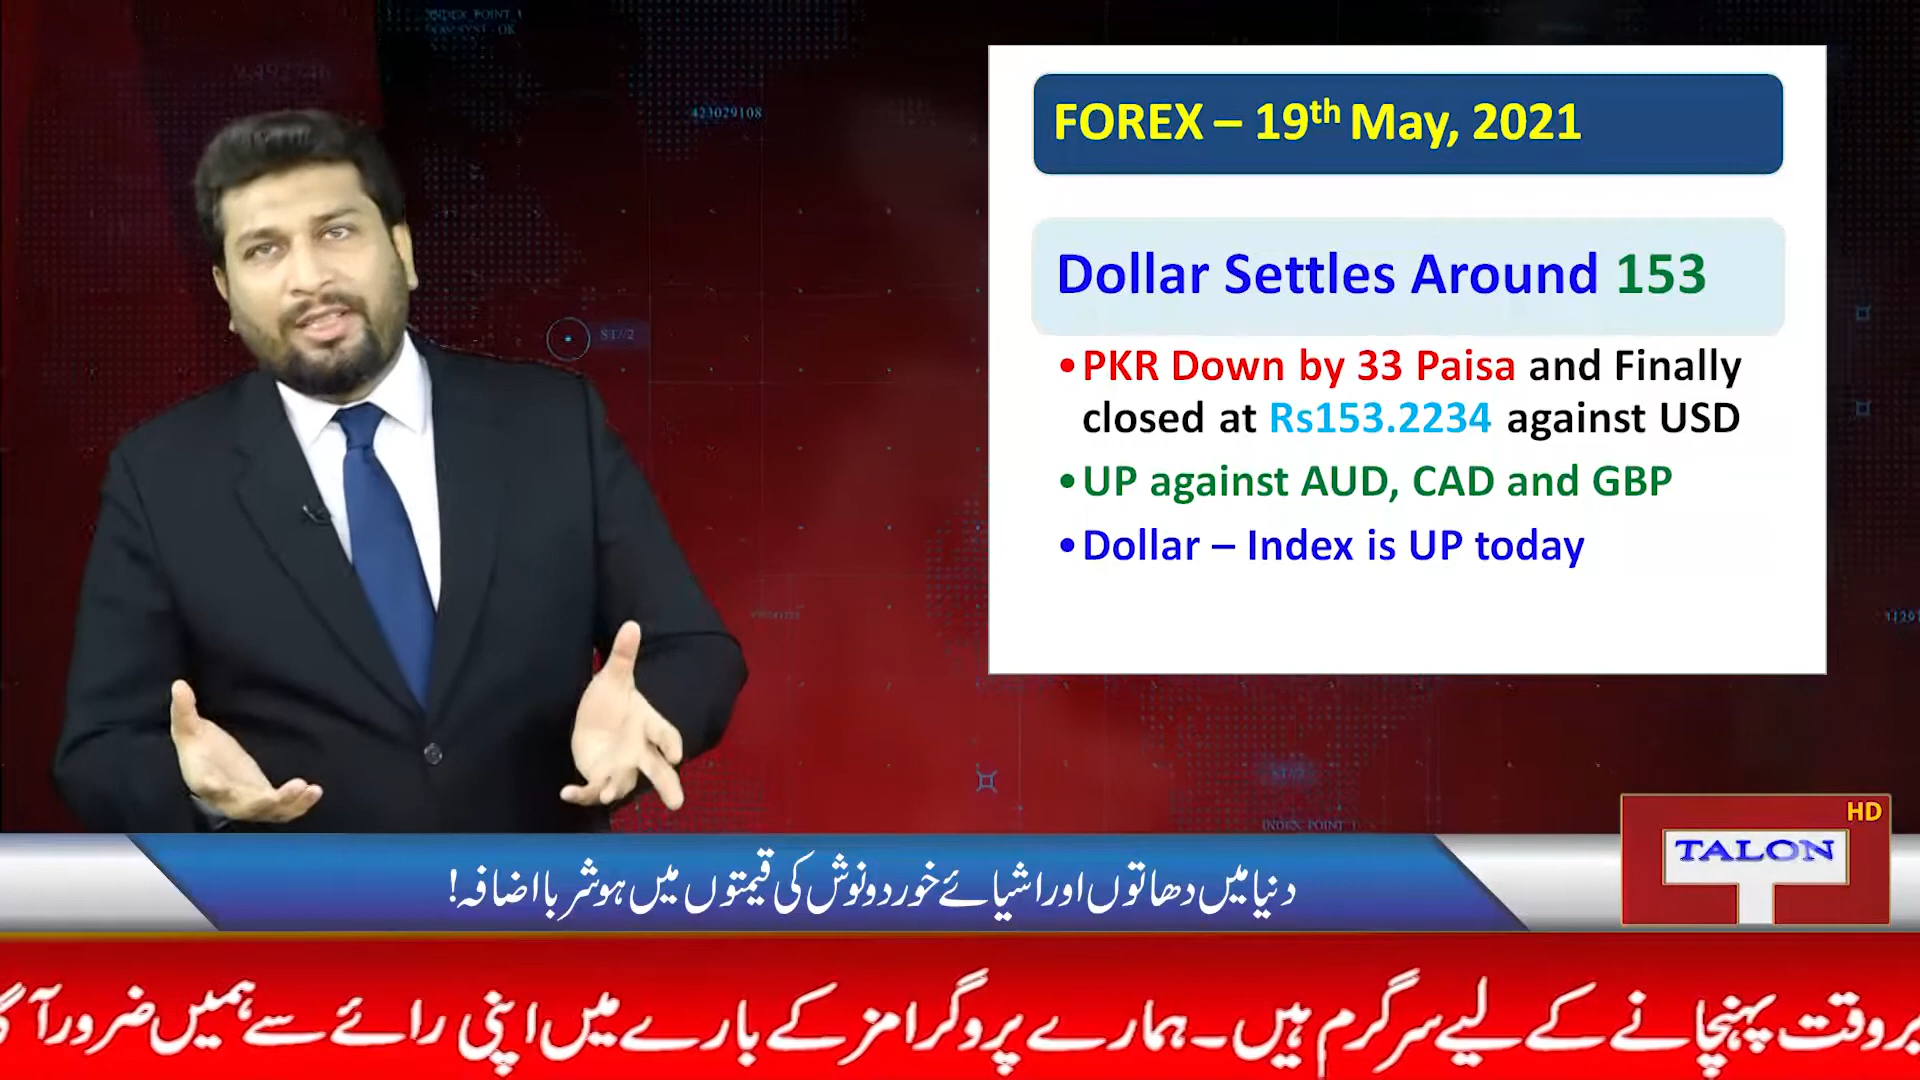 INDEX_POINT_1
423029108
FOREX – 19th May, 2021
Dollar Settles Around 153
•PKR Down by 33 Paisa and Finally
closed at Rs153.2234 against USD
•UP against AUD, CAD and GBP
•Dollar – Index is UP today
INDEX_POINT_1
HD
TALON
دنیا میں دھاتوں اور اشیائے خوردونوش کی قیمتوں میں ہوشربا اضافہ!
بروقت پہنچانے کے لیے سرگرم ہیں۔ ہمارے پروگرامز کے بارے میں اپنی رائے سے ہمیں ضرور